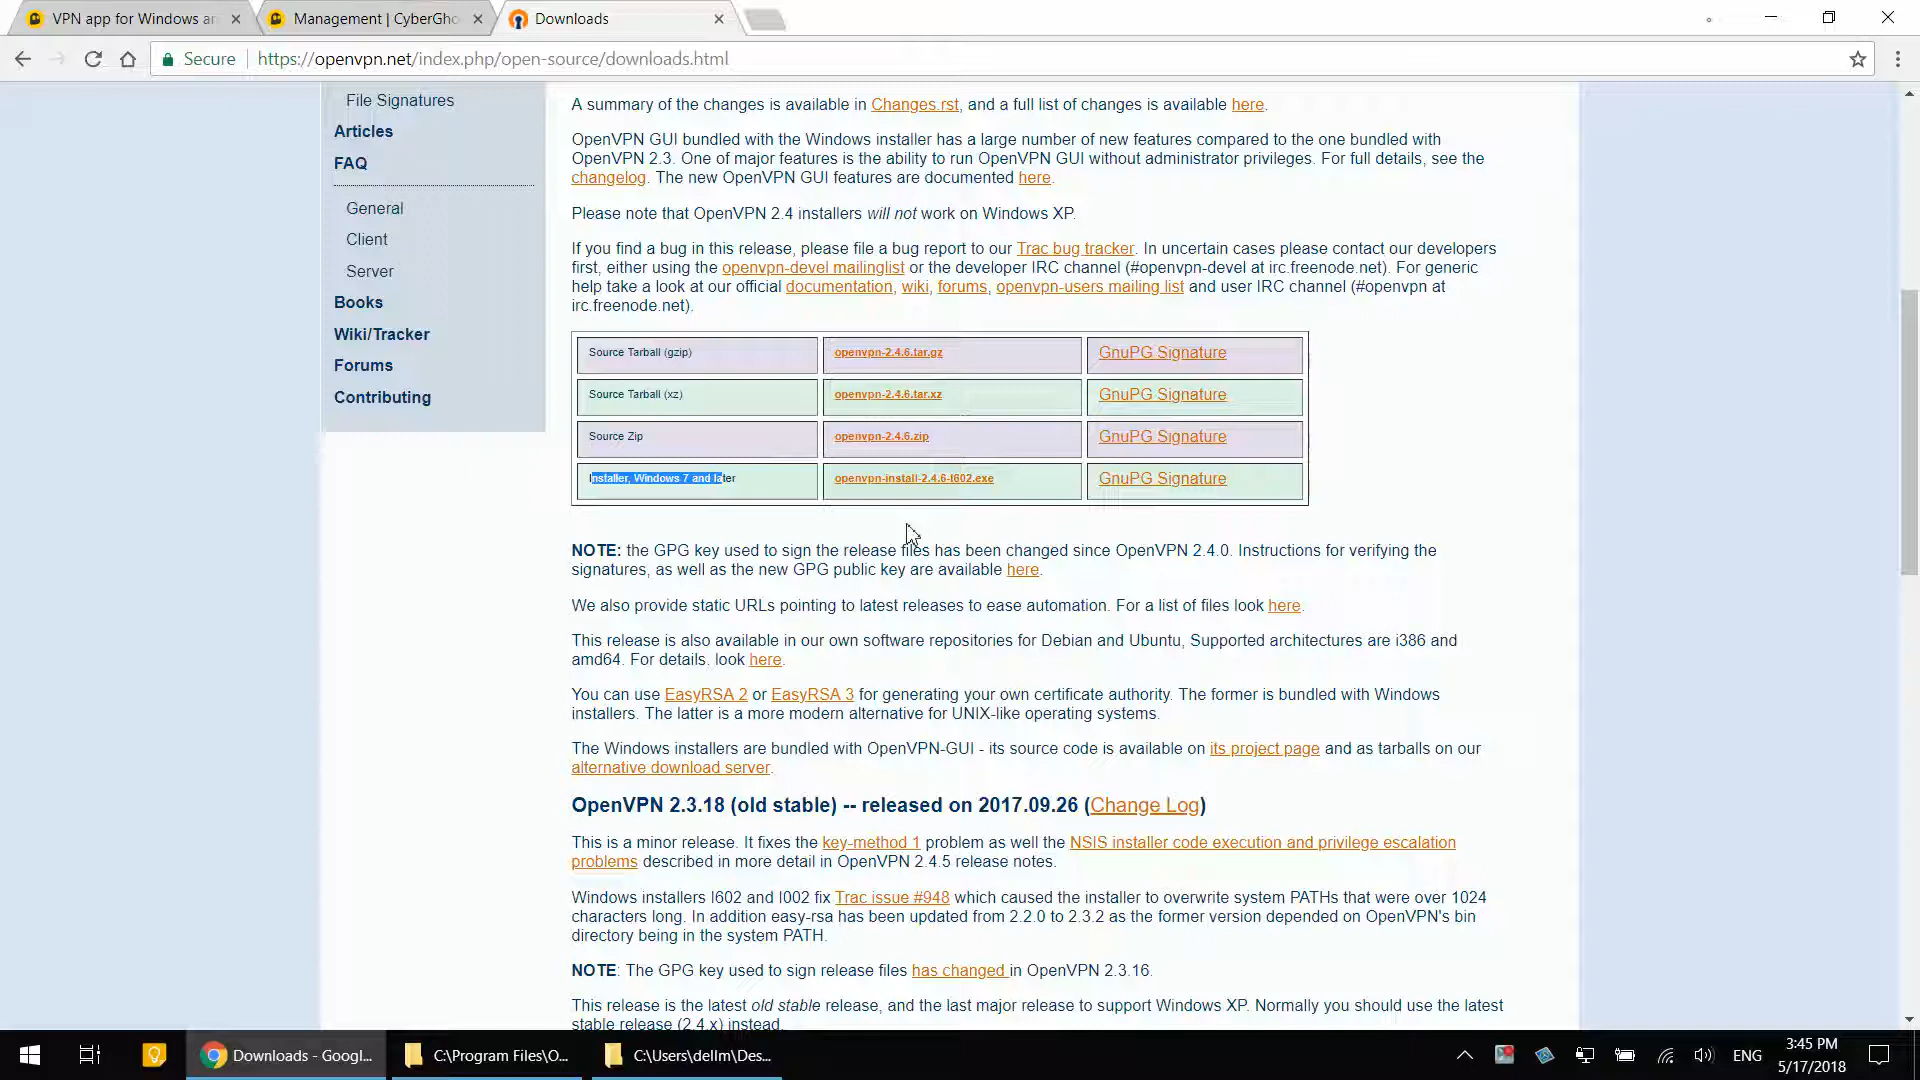 VPN app for Windows an
Management | CyberGho
Downloads
Secure
https://openvpn.net/index.php/open-source/downloads.html
File Signatures
Articles
FAQ
General
Client
Server
Books
Wiki/Tracker
Forums
Contributing
A summary of the changes is available in Changes.rst, and a full list of changes is available here.
OpenVPN GUI bundled with the Windows installer has a large number of new features compared to the one bundled with
OpenVPN 2.3. One of major features is the ability to run OpenVPN GUI without administrator privileges. For full details, see the
changelog. The new OpenVPN GUI features are documented here.
Please note that OpenVPN 2.4 installers will not work on Windows XP.
If you find a bug in this release, please file a bug report to our Trac bug tracker. In uncertain cases please contact our developers
first, either using the openvpn-devel mailinglist or the developer IRC channel (#openvpn-devel at irc.freenode.net). For generic
help take a look at our official documentation, wiki, forums, openvpn-users mailing list and user IRC channel (#openvpn at
irc.freenode.net).
Source Tarball (gzip) openvpn-2.4.6.tar.gz GnuPG Signature
Source Tarball (xz) openvpn-2.4.6.tar.xz GnuPG Signature
Source Zip openvpn-2.4.6.zip GnuPG Signature
Installer, Windows 7 and later openvpn-install-2.4.6-I602.exe GnuPG Signature
NOTE: the GPG key used to sign the release files has been changed since OpenVPN 2.4.0. Instructions for verifying the
signatures, as well as the new GPG public key are available here.
We also provide static URLs pointing to latest releases to ease automation. For a list of files look here.
This release is also available in our own software repositories for Debian and Ubuntu, Supported architectures are i386 and
amd64. For details. look here.
You can use EasyRSA 2 or EasyRSA 3 for generating your own certificate authority. The former is bundled with Windows
installers. The latter is a more modern alternative for UNIX-like operating systems.
The Windows installers are bundled with OpenVPN-GUI - its source code is available on its project page and as tarballs on our
alternative download server.
OpenVPN 2.3.18 (old stable) -- released on 2017.09.26 (Change Log)
This is a minor release. It fixes the key-method 1 problem as well the NSIS installer code execution and privilege escalation
problems described in more detail in OpenVPN 2.4.5 release notes.
Windows installers I602 and I002 fix Trac issue #948 which caused the installer to overwrite system PATHs that were over 1024
characters long. In addition easy-rsa has been updated from 2.2.0 to 2.3.2 as the former version depended on OpenVPN's bin
directory being in the system PATH.
NOTE: The GPG key used to sign release files has changed in OpenVPN 2.3.16.
This release is the latest old stable release, and the last major release to support Windows XP. Normally you should use the latest
stable release (2.4.x) instead.
Downloads - Googl...
C:\Program Files\O...
C:\Users\dellm\Des...
ENG
3:45 PM
5/17/2018